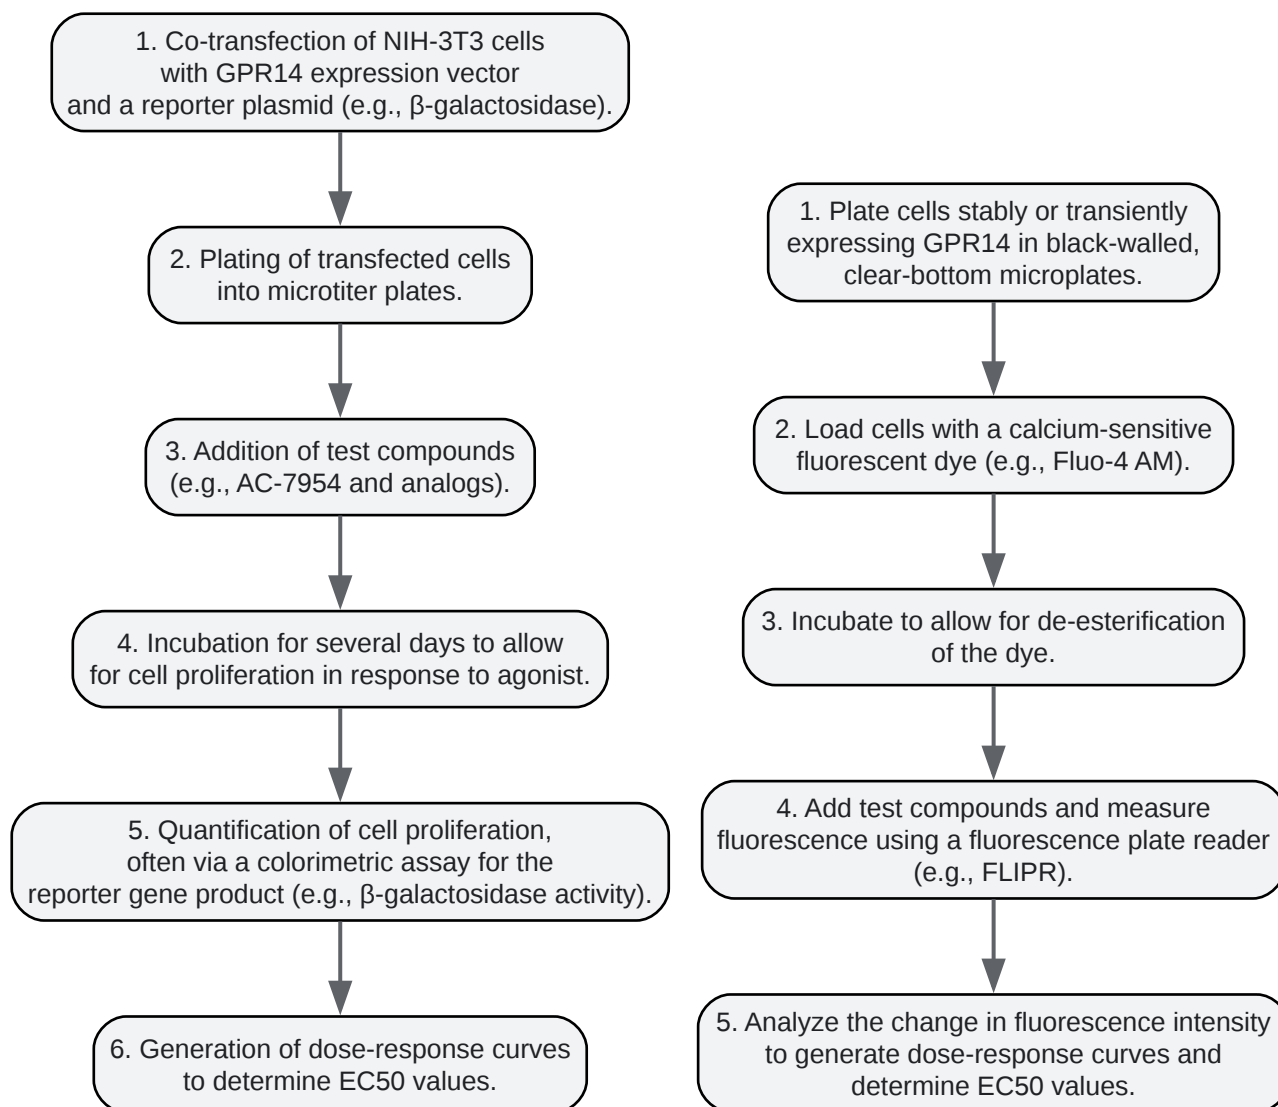 1. Co-transfection of NIH-3T3 cells
with GPR14 expression vector
and a reporter plasmid (e.g., β-galactosidase).
2. Plating of transfected cells
into microtiter plates.
3. Addition of test compounds
(e.g., AC-7954 and analogs).
4. Incubation for several days to allow
for cell proliferation in response to agonist.
5. Quantification of cell proliferation,
often via a colorimetric assay for the
reporter gene product (e.g., β-galactosidase activity).
6. Generation of dose-response curves
to determine EC50 values.
1. Plate cells stably or transiently
expressing GPR14 in black-walled,
clear-bottom microplates.
2. Load cells with a calcium-sensitive
fluorescent dye (e.g., Fluo-4 AM).
3. Incubate to allow for de-esterification
of the dye.
4. Add test compounds and measure
fluorescence using a fluorescence plate reader
(e.g., FLIPR).
5. Analyze the change in fluorescence intensity
to generate dose-response curves and
determine EC50 values.